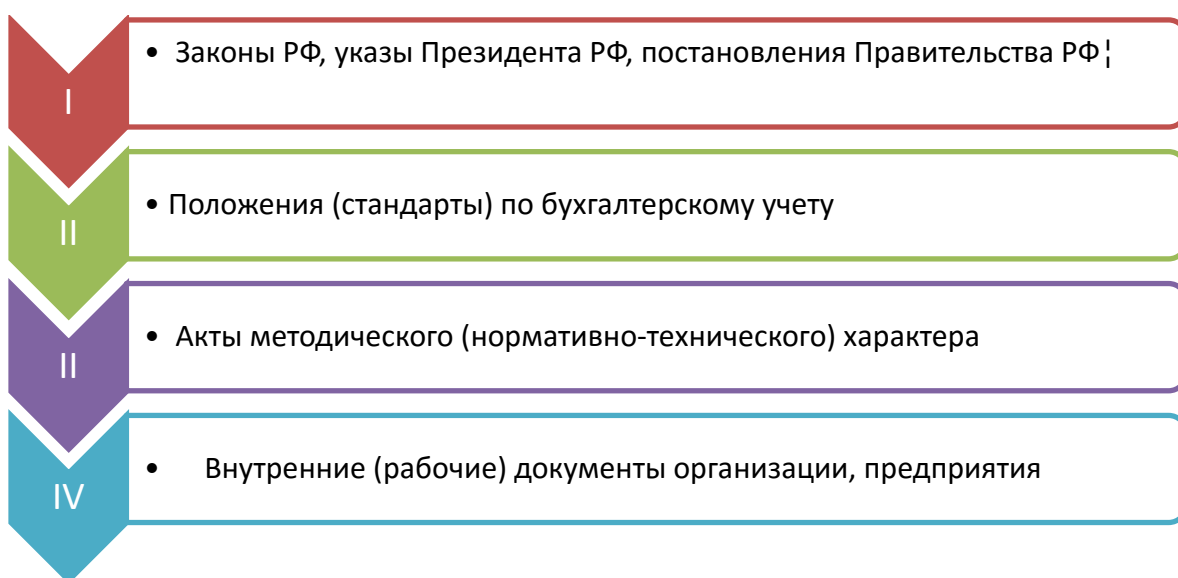 I
• Законы РФ, указы Президента РФ, постановления Правительства РФ¦
II
• Положения (стандарты) по бухгалтерскому учету
II
• Акты методического (нормативно-технического) характера
IV
• Внутренние (рабочие) документы организации, предприятия